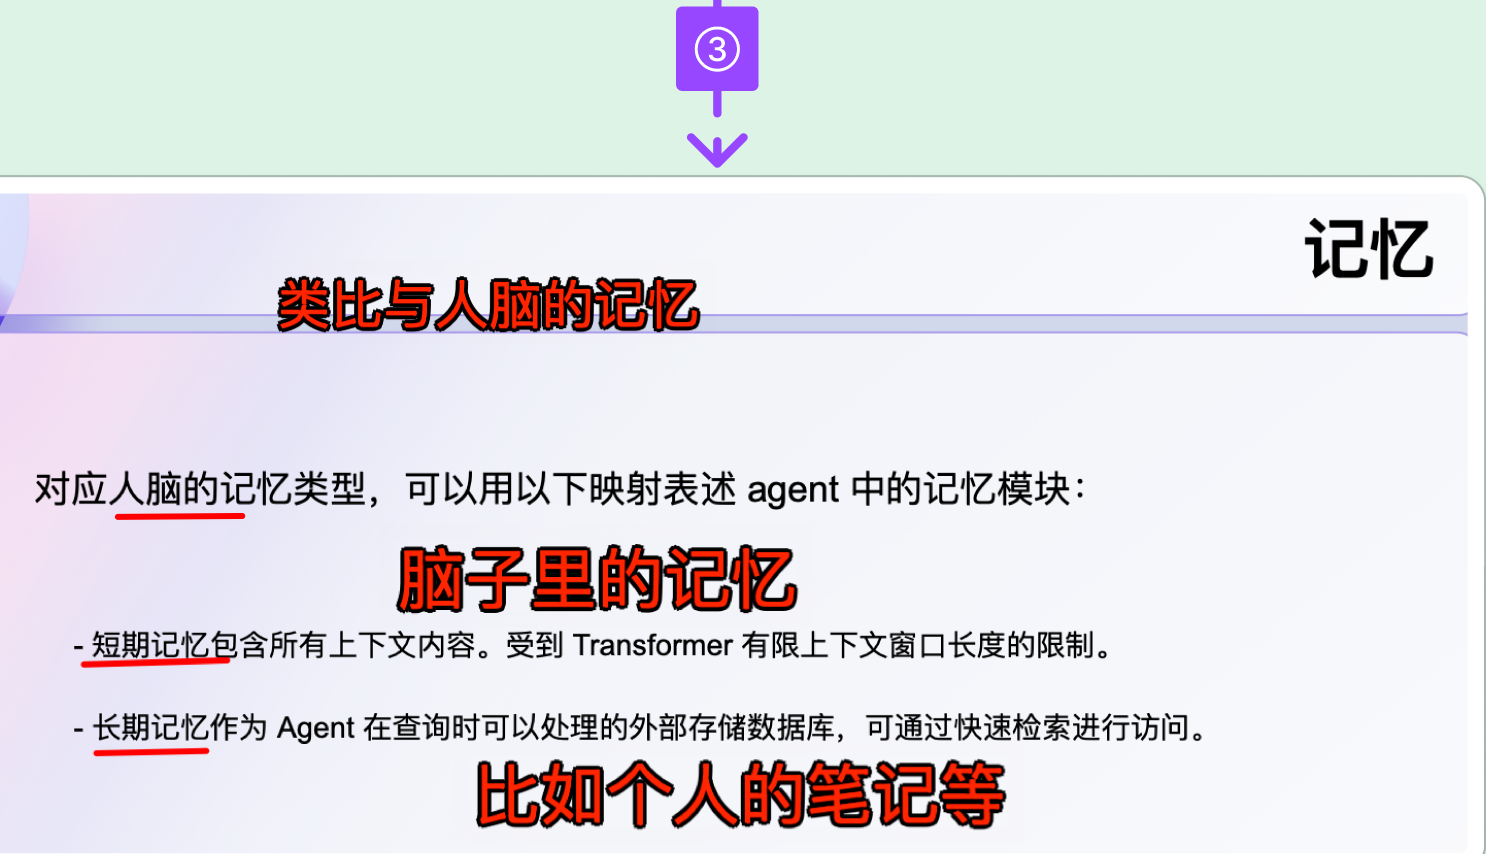 ③
记忆
类比与人脑的记忆
对应人脑的记忆类型，可以用以下映射表述 agent 中的记忆模块：
脑子里的记忆
- 短期记忆包含所有上下文内容。受到 Transformer 有限上下文窗口长度的限制。
- 长期记忆作为 Agent 在查询时可以处理的外部存储数据库，可通过快速检索进行访问。
比如个人的笔记等